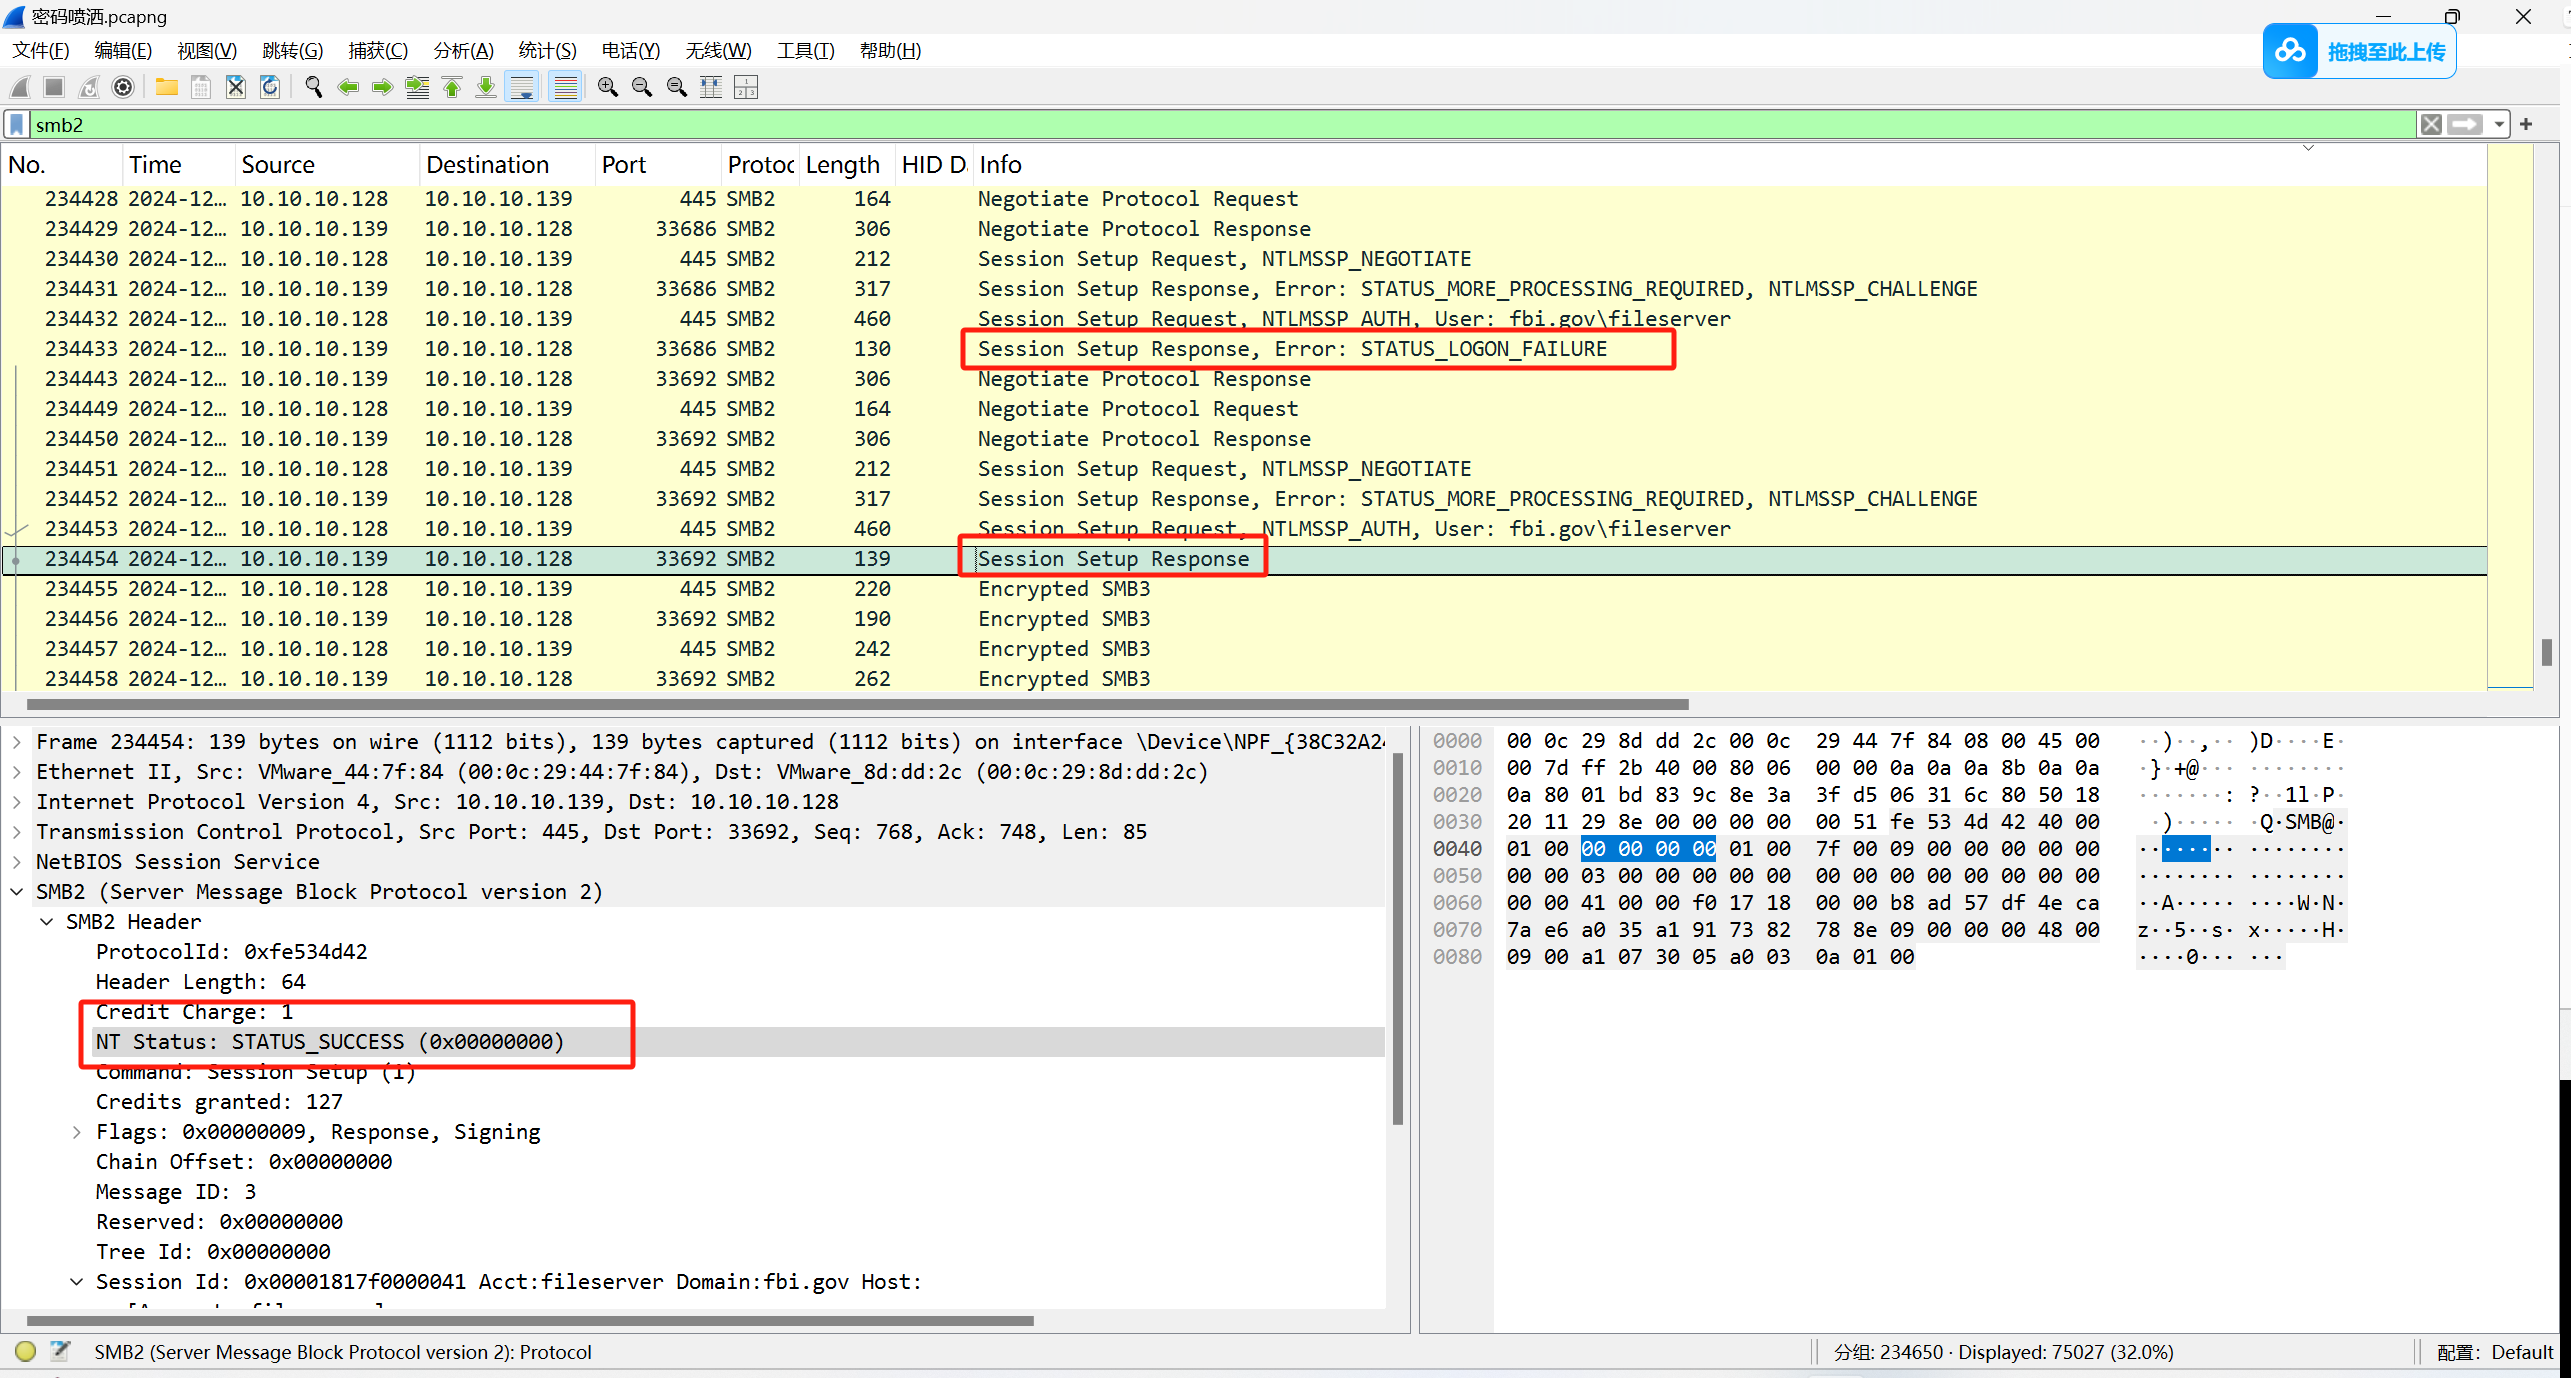 密码喷洒.pcapng
文件(F) 编辑(E) 视图(V) 跳转(G) 捕获(C) 分析(A) 统计(S) 电话(Y) 无线(W) 工具(T) 帮助(H)
拖拽至此上传
smb2
No. Time Source Destination Port Protoc Length HID D Info
234428 2024-12… 10.10.10.128 10.10.10.139 445 SMB2 164 Negotiate Protocol Request
234429 2024-12… 10.10.10.139 10.10.10.128 33686 SMB2 306 Negotiate Protocol Response
234430 2024-12… 10.10.10.128 10.10.10.139 445 SMB2 212 Session Setup Request, NTLMSSP_NEGOTIATE
234431 2024-12… 10.10.10.139 10.10.10.128 33686 SMB2 317 Session Setup Response, Error: STATUS_MORE_PROCESSING_REQUIRED, NTLMSSP_CHALLENGE
234432 2024-12… 10.10.10.128 10.10.10.139 445 SMB2 460 Session Setup Request, NTLMSSP_AUTH, User: fbi.gov\fileserver
234433 2024-12… 10.10.10.139 10.10.10.128 33686 SMB2 130 Session Setup Response, Error: STATUS_LOGON_FAILURE
234443 2024-12… 10.10.10.139 10.10.10.128 33692 SMB2 306 Negotiate Protocol Response
234449 2024-12… 10.10.10.128 10.10.10.139 445 SMB2 164 Negotiate Protocol Request
234450 2024-12… 10.10.10.139 10.10.10.128 33692 SMB2 306 Negotiate Protocol Response
234451 2024-12… 10.10.10.128 10.10.10.139 445 SMB2 212 Session Setup Request, NTLMSSP_NEGOTIATE
234452 2024-12… 10.10.10.139 10.10.10.128 33692 SMB2 317 Session Setup Response, Error: STATUS_MORE_PROCESSING_REQUIRED, NTLMSSP_CHALLENGE
234453 2024-12… 10.10.10.128 10.10.10.139 445 SMB2 460 Session Setup Request, NTLMSSP_AUTH, User: fbi.gov\fileserver
234454 2024-12… 10.10.10.139 10.10.10.128 33692 SMB2 139 Session Setup Response
234455 2024-12… 10.10.10.128 10.10.10.139 445 SMB2 220 Encrypted SMB3
234456 2024-12… 10.10.10.139 10.10.10.128 33692 SMB2 190 Encrypted SMB3
234457 2024-12… 10.10.10.128 10.10.10.139 445 SMB2 242 Encrypted SMB3
234458 2024-12… 10.10.10.139 10.10.10.128 33692 SMB2 262 Encrypted SMB3
Frame 234454: 139 bytes on wire (1112 bits), 139 bytes captured (1112 bits) on interface \Device\NPF_{38C32A24
Ethernet II, Src: VMware_44:7f:84 (00:0c:29:44:7f:84), Dst: VMware_8d:dd:2c (00:0c:29:8d:dd:2c)
Internet Protocol Version 4, Src: 10.10.10.139, Dst: 10.10.10.128
Transmission Control Protocol, Src Port: 445, Dst Port: 33692, Seq: 768, Ack: 748, Len: 85
NetBIOS Session Service
SMB2 (Server Message Block Protocol version 2)
SMB2 Header
ProtocolId: 0xfe534d42
Header Length: 64
Credit Charge: 1
NT Status: STATUS_SUCCESS (0x00000000)
Command: Session Setup (1)
Credits granted: 127
Flags: 0x00000009, Response, Signing
Chain Offset: 0x00000000
Message ID: 3
Reserved: 0x00000000
Tree Id: 0x00000000
Session Id: 0x00001817f0000041 Acct:fileserver Domain:fbi.gov Host:
0000 00 0c 29 8d dd 2c 00 0c 29 44 7f 84 08 00 45 00 ··)··,·· )D····E·
0010 00 7d ff 2b 40 00 80 06 00 00 0a 0a 0a 8b 0a 0a ·}·+@··· ········
0020 0a 80 01 bd 83 9c 8e 3a 3f d5 06 31 6c 80 50 18 ·······: ?··1l·P·
0030 20 11 29 8e 00 00 00 00 00 51 fe 53 4d 42 40 00  ·)····· ·Q·SMB@·
0040 01 00 00 00 00 00 01 00 7f 00 09 00 00 00 00 00 ········ ········
0050 00 00 03 00 00 00 00 00 00 00 00 00 00 00 00 00 ········ ········
0060 00 00 41 00 00 f0 17 18 00 00 b8 ad 57 df 4e ca ··A····· ····W·N·
0070 7a e6 a0 35 a1 91 73 82 78 8e 09 00 00 00 48 00 z··5··s· x·····H·
0080 09 00 a1 07 30 05 a0 03 0a 01 00 ····0··· ···
SMB2 (Server Message Block Protocol version 2): Protocol
分组: 234650 · Displayed: 75027 (32.0%)
配置: Default